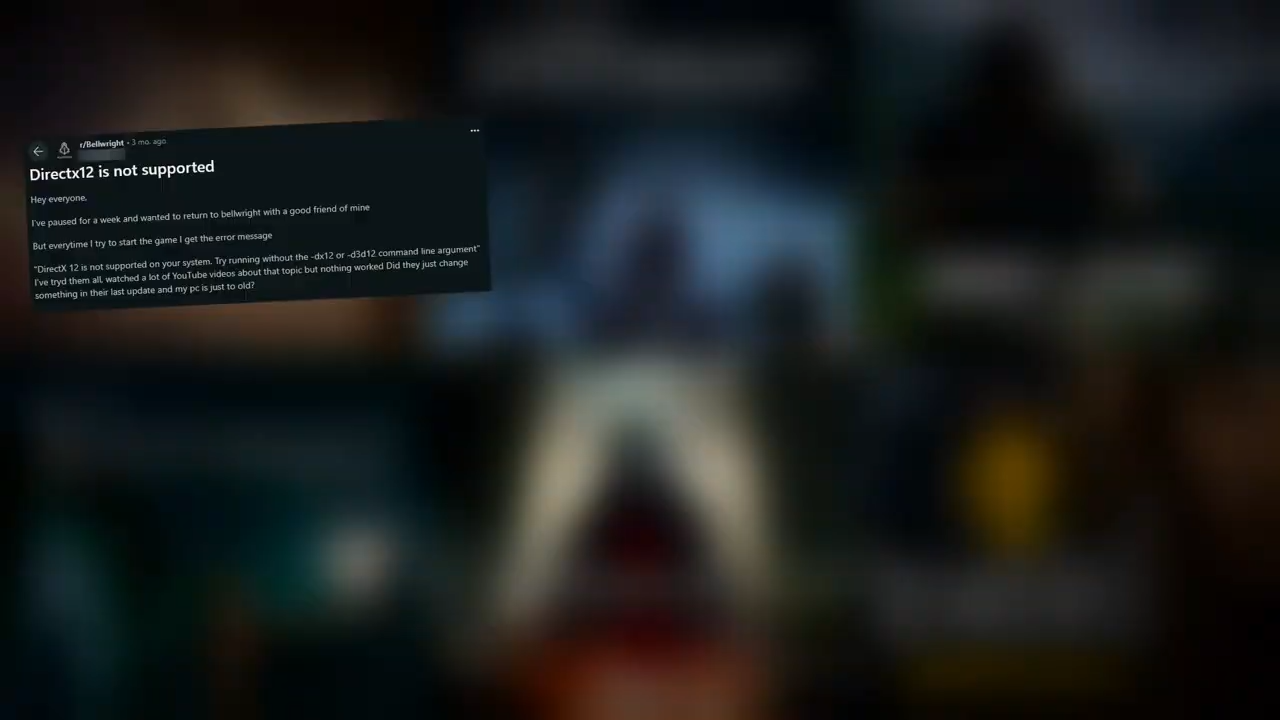 r/Bellwright • 3 mo. ago
Directx12 is not supported
Hey everyone,
I've paused for a week and wanted to return to bellwright with a good friend of mine
But everytime I try to start the game I get the error message
"DirectX 12 is not supported on your system. Try running without the -dx12 or -d3d12 command line argument"
I've tryd them all, watched a lot of YouTube videos about that topic but nothing worked Did they just change
something in their last update and my pc is just to old?